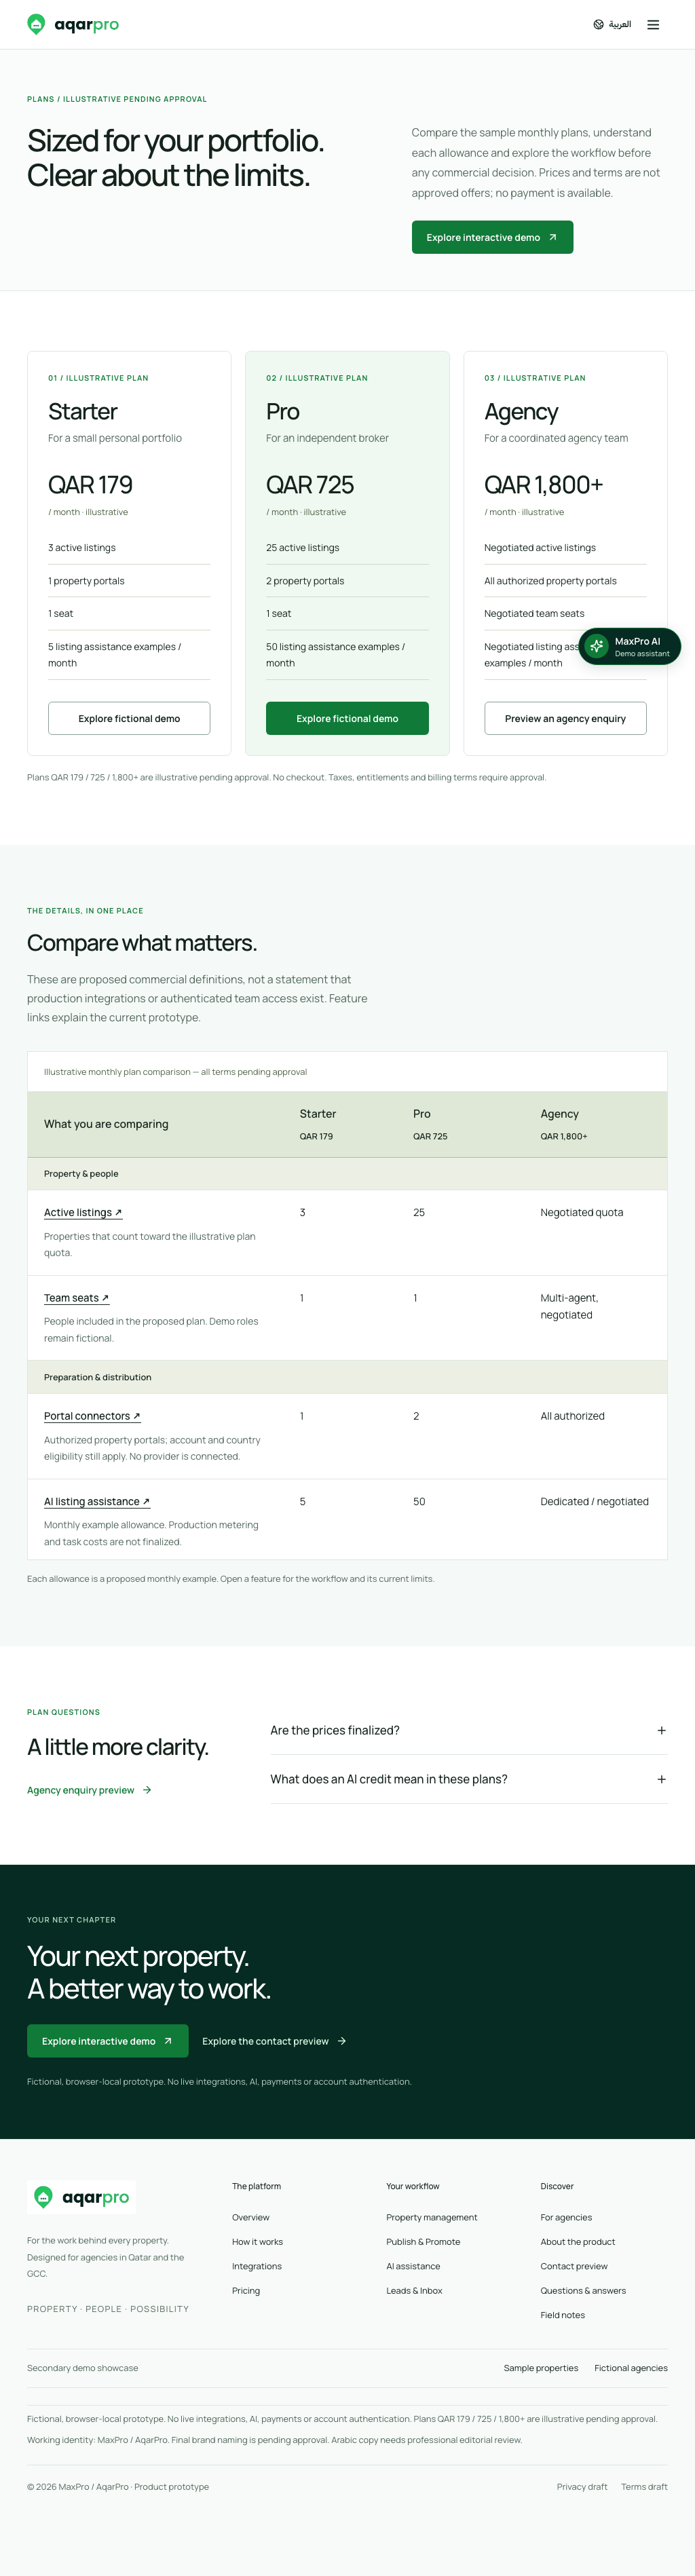 aqarpro
العربية
PLANS / ILLUSTRATIVE PENDING APPROVAL
Sized for your portfolio.
Clear about the limits.
Compare the sample monthly plans, understand
each allowance and explore the workflow before
any commercial decision. Prices and terms are not
approved offers; no payment is available.
Explore interactive demo
01 / ILLUSTRATIVE PLAN
Starter
For a small personal portfolio
QAR 179
/ month · illustrative
3 active listings
1 property portals
1 seat
5 listing assistance examples /
month
Explore fictional demo
02 / ILLUSTRATIVE PLAN
Pro
For an independent broker
QAR 725
/ month · illustrative
25 active listings
2 property portals
1 seat
50 listing assistance examples /
month
Explore fictional demo
03 / ILLUSTRATIVE PLAN
Agency
For a coordinated agency team
QAR 1,800+
/ month · illustrative
Negotiated active listings
All authorized property portals
Negotiated team seats
Negotiated listing ass
examples / month
Preview an agency enquiry
MaxPro AI
Demo assistant
Plans QAR 179 / 725 / 1,800+ are illustrative pending approval. No checkout. Taxes, entitlements and billing terms require approval.
THE DETAILS, IN ONE PLACE
Compare what matters.
These are proposed commercial definitions, not a statement that
production integrations or authenticated team access exist. Feature
links explain the current prototype.
Illustrative monthly plan comparison — all terms pending approval
What you are comparing
Starter
QAR 179
Pro
QAR 725
Agency
QAR 1,800+
Property & people
Active listings ↗
3
25
Negotiated quota
Properties that count toward the illustrative plan
quota.
Team seats ↗
1
1
Multi-agent,
negotiated
People included in the proposed plan. Demo roles
remain fictional.
Preparation & distribution
Portal connectors ↗
1
2
All authorized
Authorized property portals; account and country
eligibility still apply. No provider is connected.
AI listing assistance ↗
5
50
Dedicated / negotiated
Monthly example allowance. Production metering
and task costs are not finalized.
Each allowance is a proposed monthly example. Open a feature for the workflow and its current limits.
PLAN QUESTIONS
A little more clarity.
Agency enquiry preview
Are the prices finalized?
What does an AI credit mean in these plans?
YOUR NEXT CHAPTER
Your next property.
A better way to work.
Explore interactive demo
Explore the contact preview
Fictional, browser-local prototype. No live integrations, AI, payments or account authentication.
aqarpro
For the work behind every property.
Designed for agencies in Qatar and the
GCC.
PROPERTY · PEOPLE · POSSIBILITY
The platform
Overview
How it works
Integrations
Pricing
Your workflow
Property management
Publish & Promote
AI assistance
Leads & Inbox
Discover
For agencies
About the product
Contact preview
Questions & answers
Field notes
Secondary demo showcase
Sample properties
Fictional agencies
Fictional, browser-local prototype. No live integrations, AI, payments or account authentication. Plans QAR 179 / 725 / 1,800+ are illustrative pending approval.
Working identity: MaxPro / AqarPro. Final brand naming is pending approval. Arabic copy needs professional editorial review.
© 2026 MaxPro / AqarPro · Product prototype
Privacy draft
Terms draft